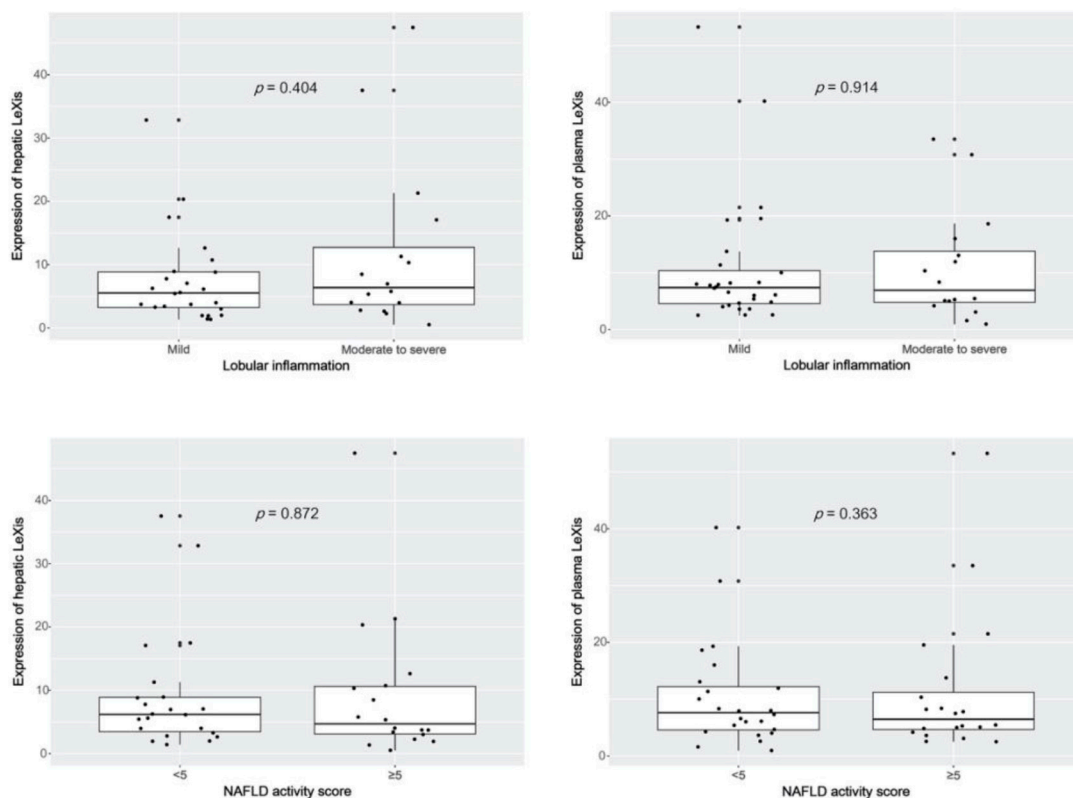 Expression of hepatic LeXis
40
30
20
10
0
p = 0.404
Mild
Moderate to severe
Lobular inflammation
Expression of plasma LeXis
40
20
0
p = 0.914
Mild
Moderate to severe
Lobular inflammation
Expression of hepatic LeXis
40
30
20
10
0
p = 0.872
<5
≥5
NAFLD activity score
Expression of plasma LeXis
40
20
0
p = 0.363
<5
≥5
NAFLD activity score